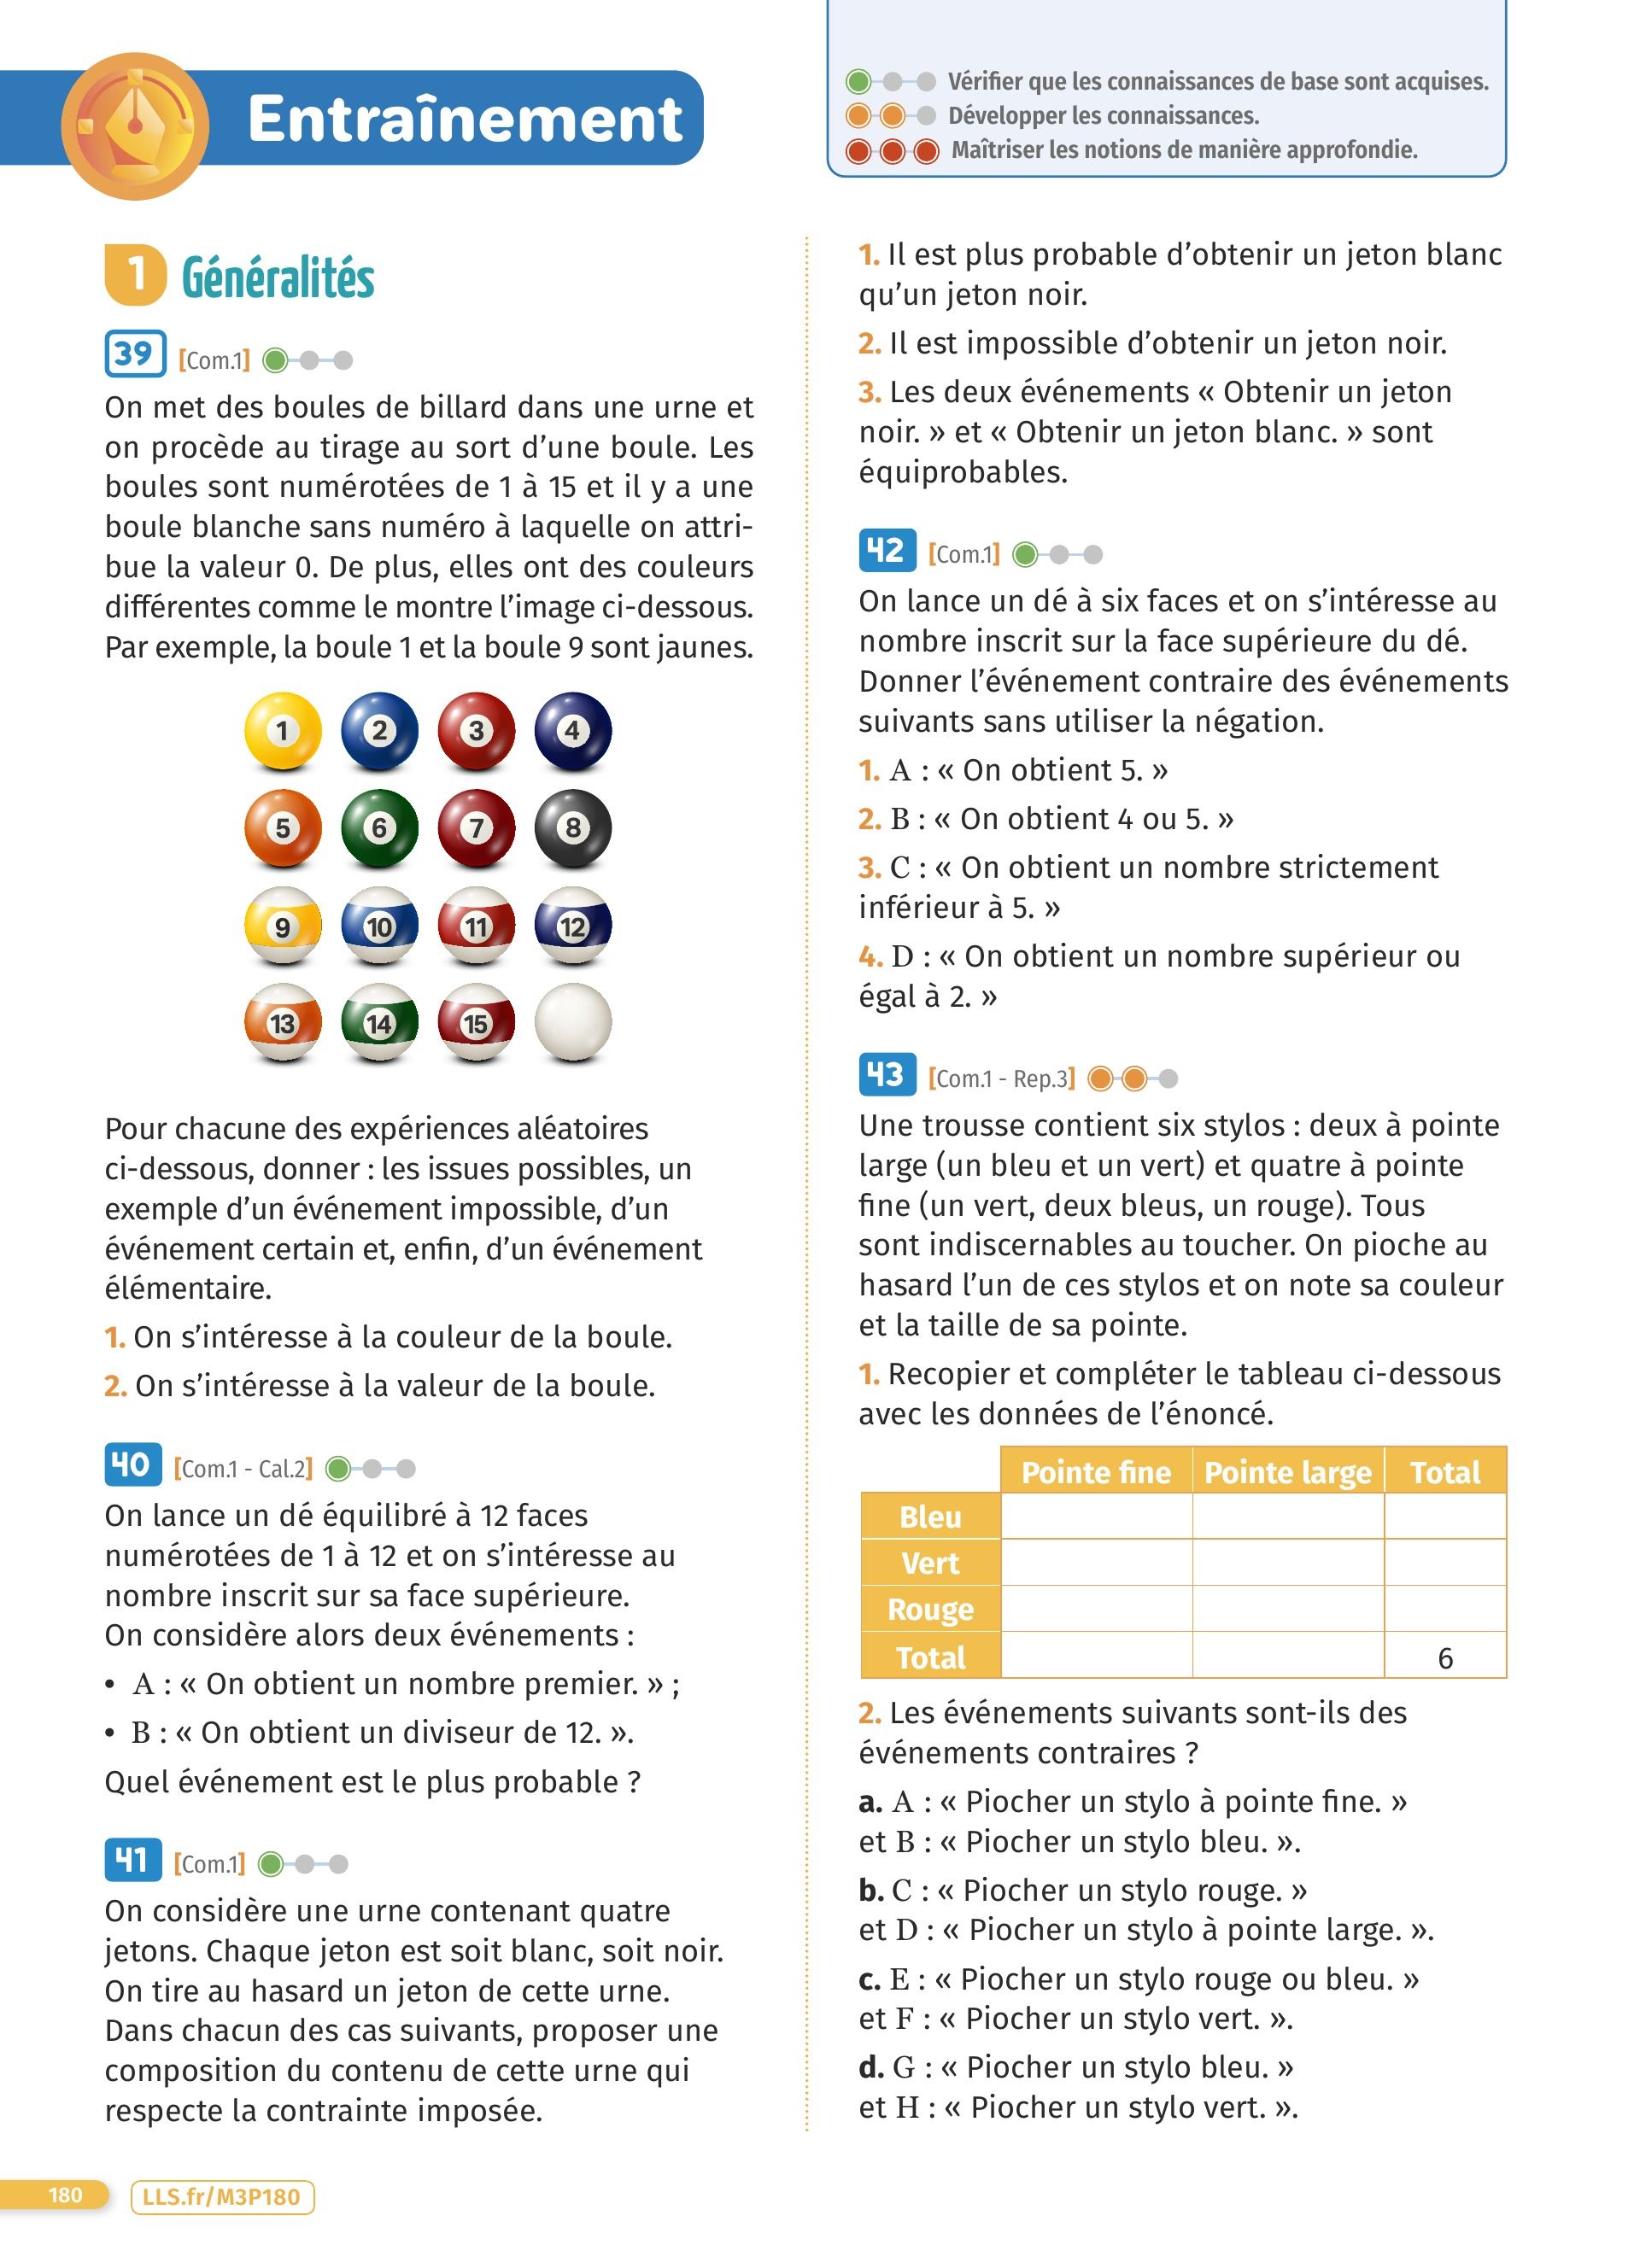 Entraînement
Vérifier que les connaissances de base sont acquises.
Développer les connaissances.
Maîtriser les notions de manière approfondie.
1 Généralités
39 [Com.1]
On met des boules de billard dans une urne et
on procède au tirage au sort d’une boule. Les
boules sont numérotées de 1 à 15 et il y a une
boule blanche sans numéro à laquelle on attri-
bue la valeur 0. De plus, elles ont des couleurs
différentes comme le montre l’image ci-dessous.
Par exemple, la boule 1 et la boule 9 sont jaunes.
1 2 3 4
5 6 7 8
9 10 11 12
13 14 15
Pour chacune des expériences aléatoires
ci-dessous, donner : les issues possibles, un
exemple d’un événement impossible, d’un
événement certain et, enfin, d’un événement
élémentaire.
1. On s’intéresse à la couleur de la boule.
2. On s’intéresse à la valeur de la boule.
40 [Com.1 - Cal.2]
On lance un dé équilibré à 12 faces
numérotées de 1 à 12 et on s’intéresse au
nombre inscrit sur sa face supérieure.
On considère alors deux événements :
• A : « On obtient un nombre premier. » ;
• B : « On obtient un diviseur de 12. ».
Quel événement est le plus probable ?
41 [Com.1]
On considère une urne contenant quatre
jetons. Chaque jeton est soit blanc, soit noir.
On tire au hasard un jeton de cette urne.
Dans chacun des cas suivants, proposer une
composition du contenu de cette urne qui
respecte la contrainte imposée.
1. Il est plus probable d’obtenir un jeton blanc
qu’un jeton noir.
2. Il est impossible d’obtenir un jeton noir.
3. Les deux événements « Obtenir un jeton
noir. » et « Obtenir un jeton blanc. » sont
équiprobables.
42 [Com.1]
On lance un dé à six faces et on s’intéresse au
nombre inscrit sur la face supérieure du dé.
Donner l’événement contraire des événements
suivants sans utiliser la négation.
1. A : « On obtient 5. »
2. B : « On obtient 4 ou 5. »
3. C : « On obtient un nombre strictement
inférieur à 5. »
4. D : « On obtient un nombre supérieur ou
égal à 2. »
43 [Com.1 - Rep.3]
Une trousse contient six stylos : deux à pointe
large (un bleu et un vert) et quatre à pointe
fine (un vert, deux bleus, un rouge). Tous
sont indiscernables au toucher. On pioche au
hasard l’un de ces stylos et on note sa couleur
et la taille de sa pointe.
1. Recopier et compléter le tableau ci-dessous
avec les données de l’énoncé.
Pointe fine Pointe large Total
Bleu
Vert
Rouge
Total 6
2. Les événements suivants sont-ils des
événements contraires ?
a. A : « Piocher un stylo à pointe fine. »
et B : « Piocher un stylo bleu. ».
b. C : « Piocher un stylo rouge. »
et D : « Piocher un stylo à pointe large. ».
c. E : « Piocher un stylo rouge ou bleu. »
et F : « Piocher un stylo vert. ».
d. G : « Piocher un stylo bleu. »
et H : « Piocher un stylo vert. ».
180 LLS.fr/M3P180